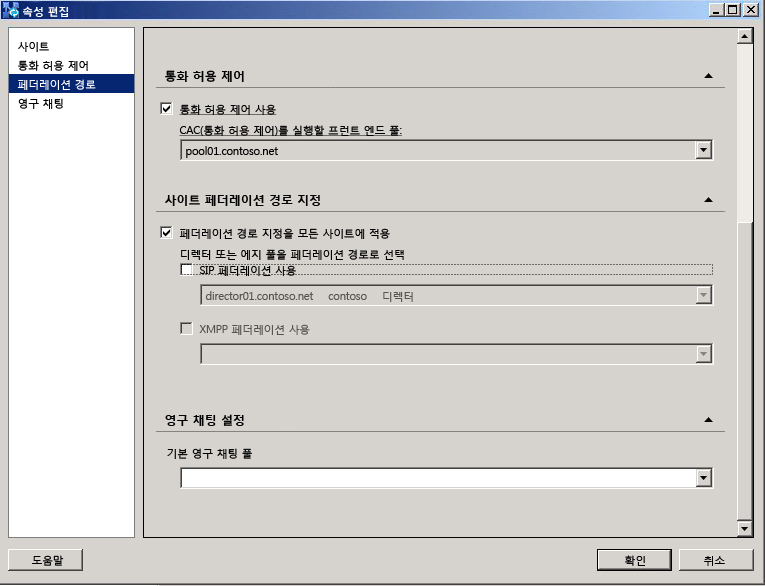 속성 편집
사이트
통화 허용 제어
페더레이션 경로
영구 채팅
통화 허용 제어
통화 허용 제어 사용
CAC(통화 허용 제어)를 실행할 프런트 엔드 풀:
pool01.contoso.net
사이트 페더레이션 경로 지정
페더레이션 경로 지정을 모든 사이트에 적용
디렉터 또는 에지 풀을 페더레이션 경로로 선택
SIP 페더레이션 사용
director01.contoso.net contoso 디렉터
XMPP 페더레이션 사용
영구 채팅 설정
기본 영구 채팅 풀
도움말
확인
취소